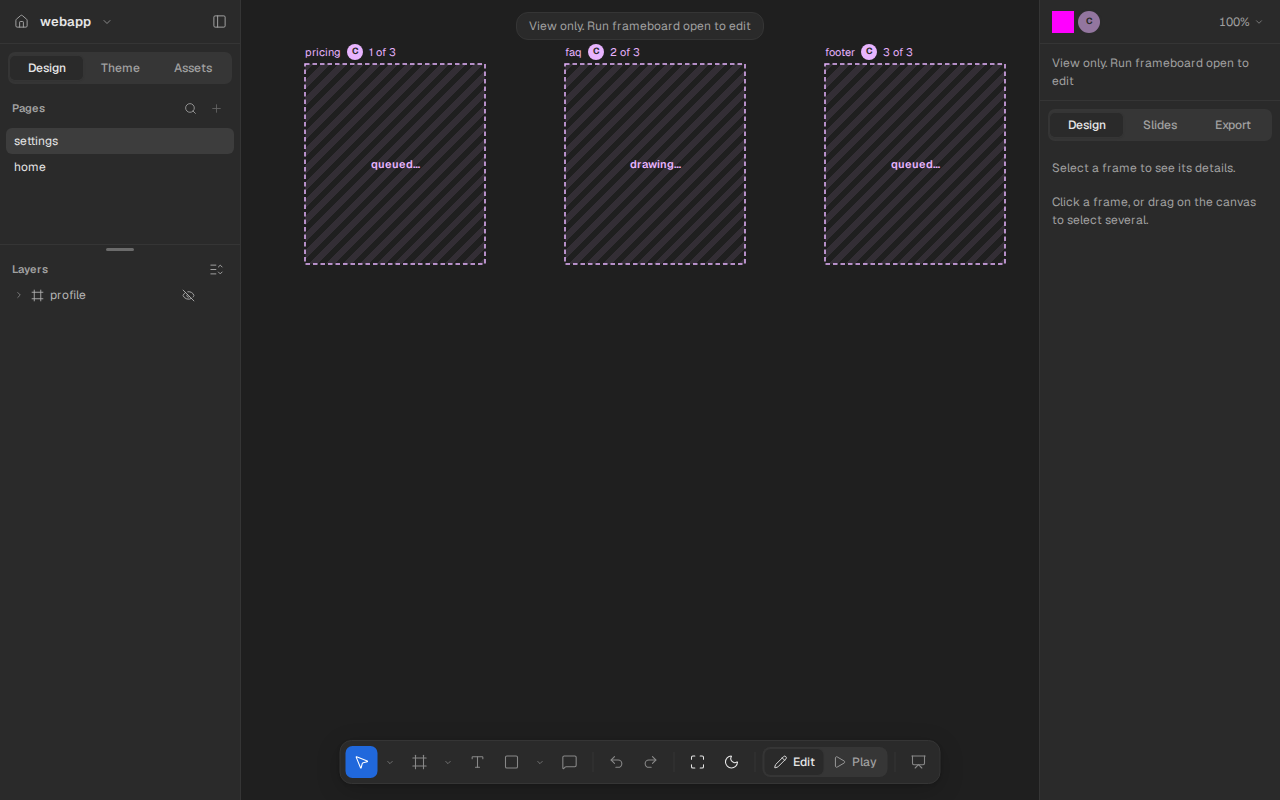 webapp
Design
Theme
Assets
Pages
settings
home
Layers
profile
View only. Run frameboard open to edit
pricing C 1 of 3
queued…
faq C 2 of 3
drawing…
footer C 3 of 3
queued…
Edit
Play
C
100%
View only. Run frameboard open to
edit
Design
Slides
Export
Select a frame to see its details.
Click a frame, or drag on the canvas
to select several.